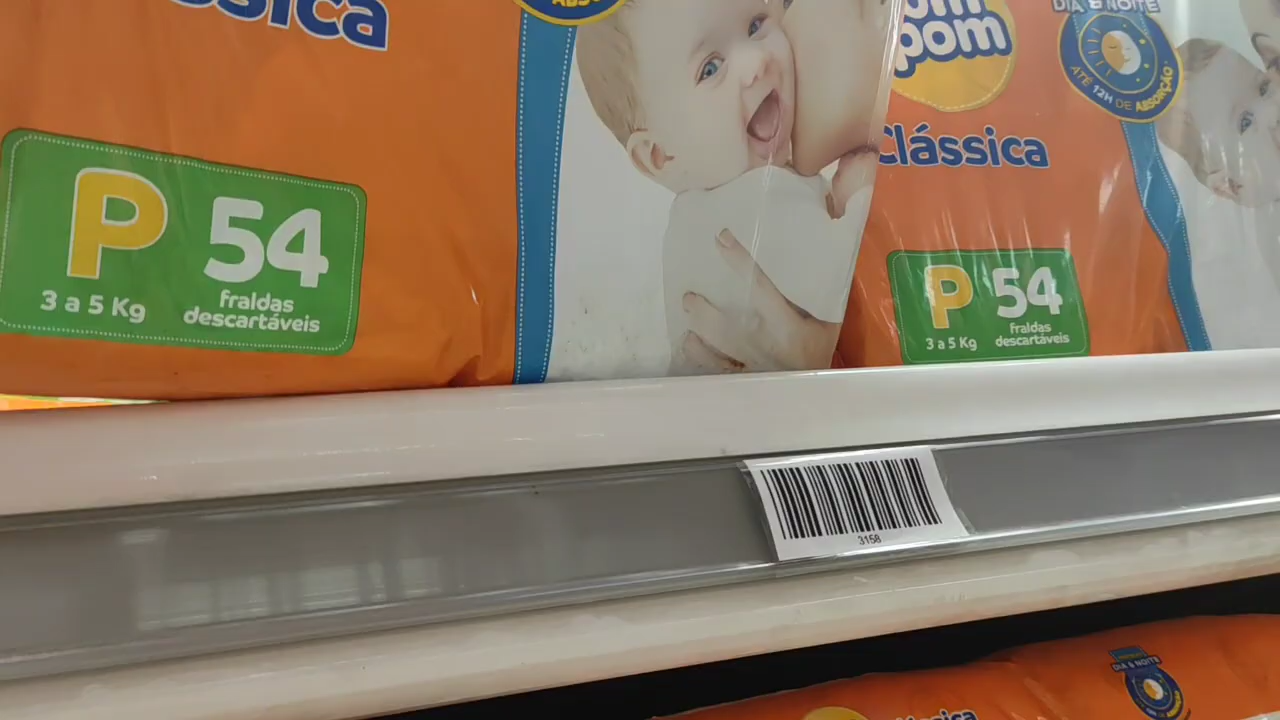 ssica
P 54
3 a 5 Kg
fraldas
descartáveis
pom
Clássica
DIA & NOITE
ATÉ 12H DE ABSORÇÃO
P 54
3 a 5 Kg
fraldas
descartáveis
3158
DIA & NOITE